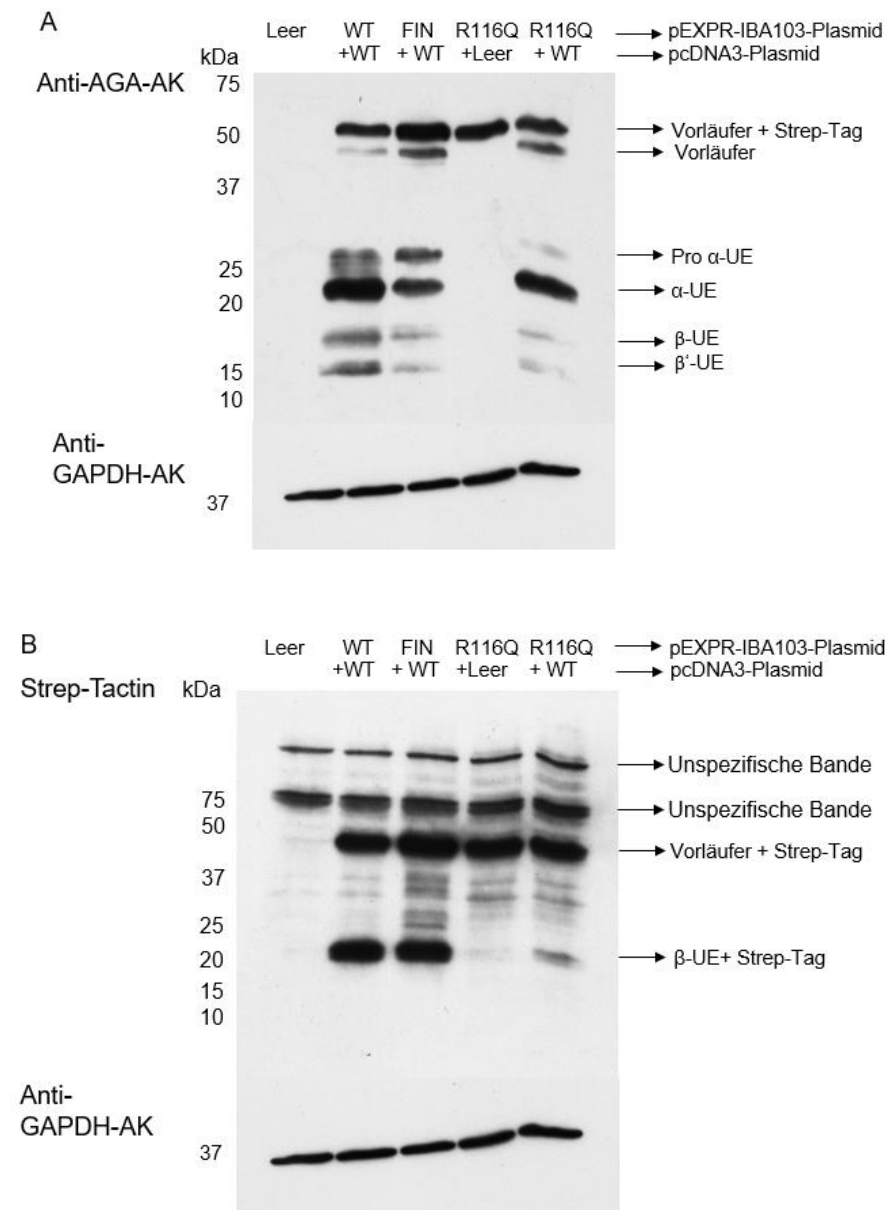 A
Leer WT FIN R116Q R116Q pEXPR-IBA103-Plasmid
kDa +WT + WT +Leer + WT pcDNA3-Plasmid
Anti-AGA-AK 75
50 Vorläufer + Strep-Tag
Vorläufer
37
Pro α-UE
25
α-UE
20
β-UE
15 β‘-UE
10
Anti-
GAPDH-AK
37
B
Leer WT FIN R116Q R116Q pEXPR-IBA103-Plasmid
+WT + WT +Leer + WT pcDNA3-Plasmid
Strep-Tactin kDa
Unspezifische Bande
75 Unspezifische Bande
50
Vorläufer + Strep-Tag
37
25
20 β-UE+ Strep-Tag
15
10
Anti-
GAPDH-AK
37